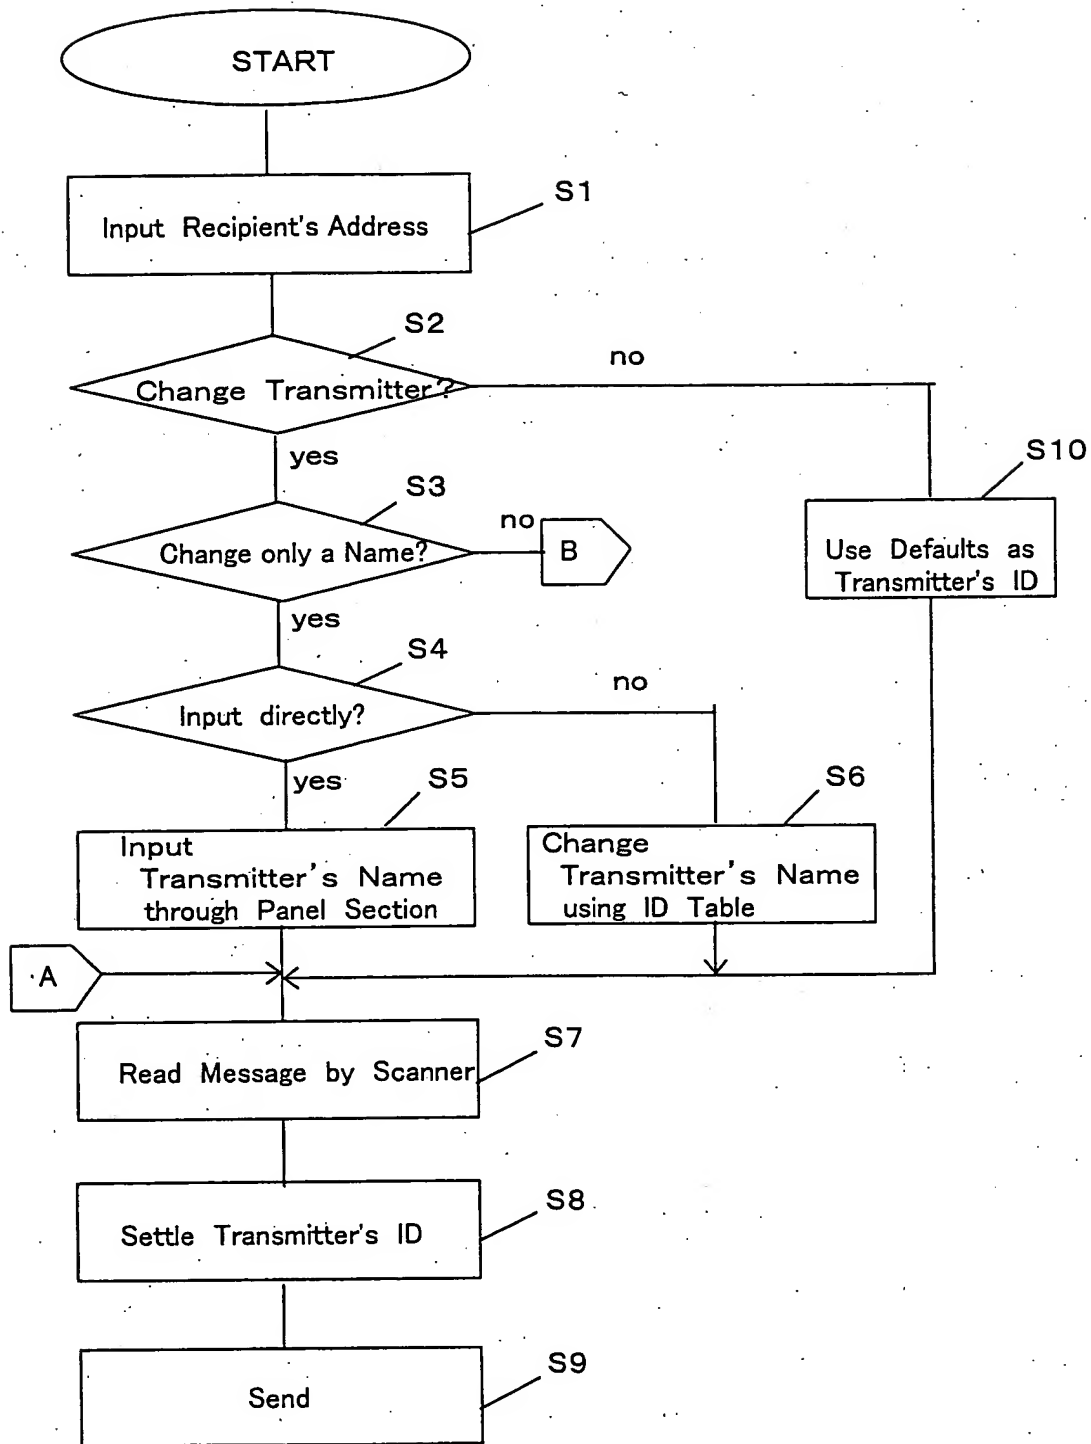 START
S1
Input Recipient's Address
S2
no
Change Transmitter?
yes
S10
S3
no
Change only a Name?
B
Use Defaults as
Transmitter's ID
yes
S4
no
Input directly?
yes
S5
S6
Input
Transmitter's Name
through Panel Section
Change
Transmitter's Name
using ID Table
A
S7
Read Message by Scanner
S8
Settle Transmitter's ID
S9
Send